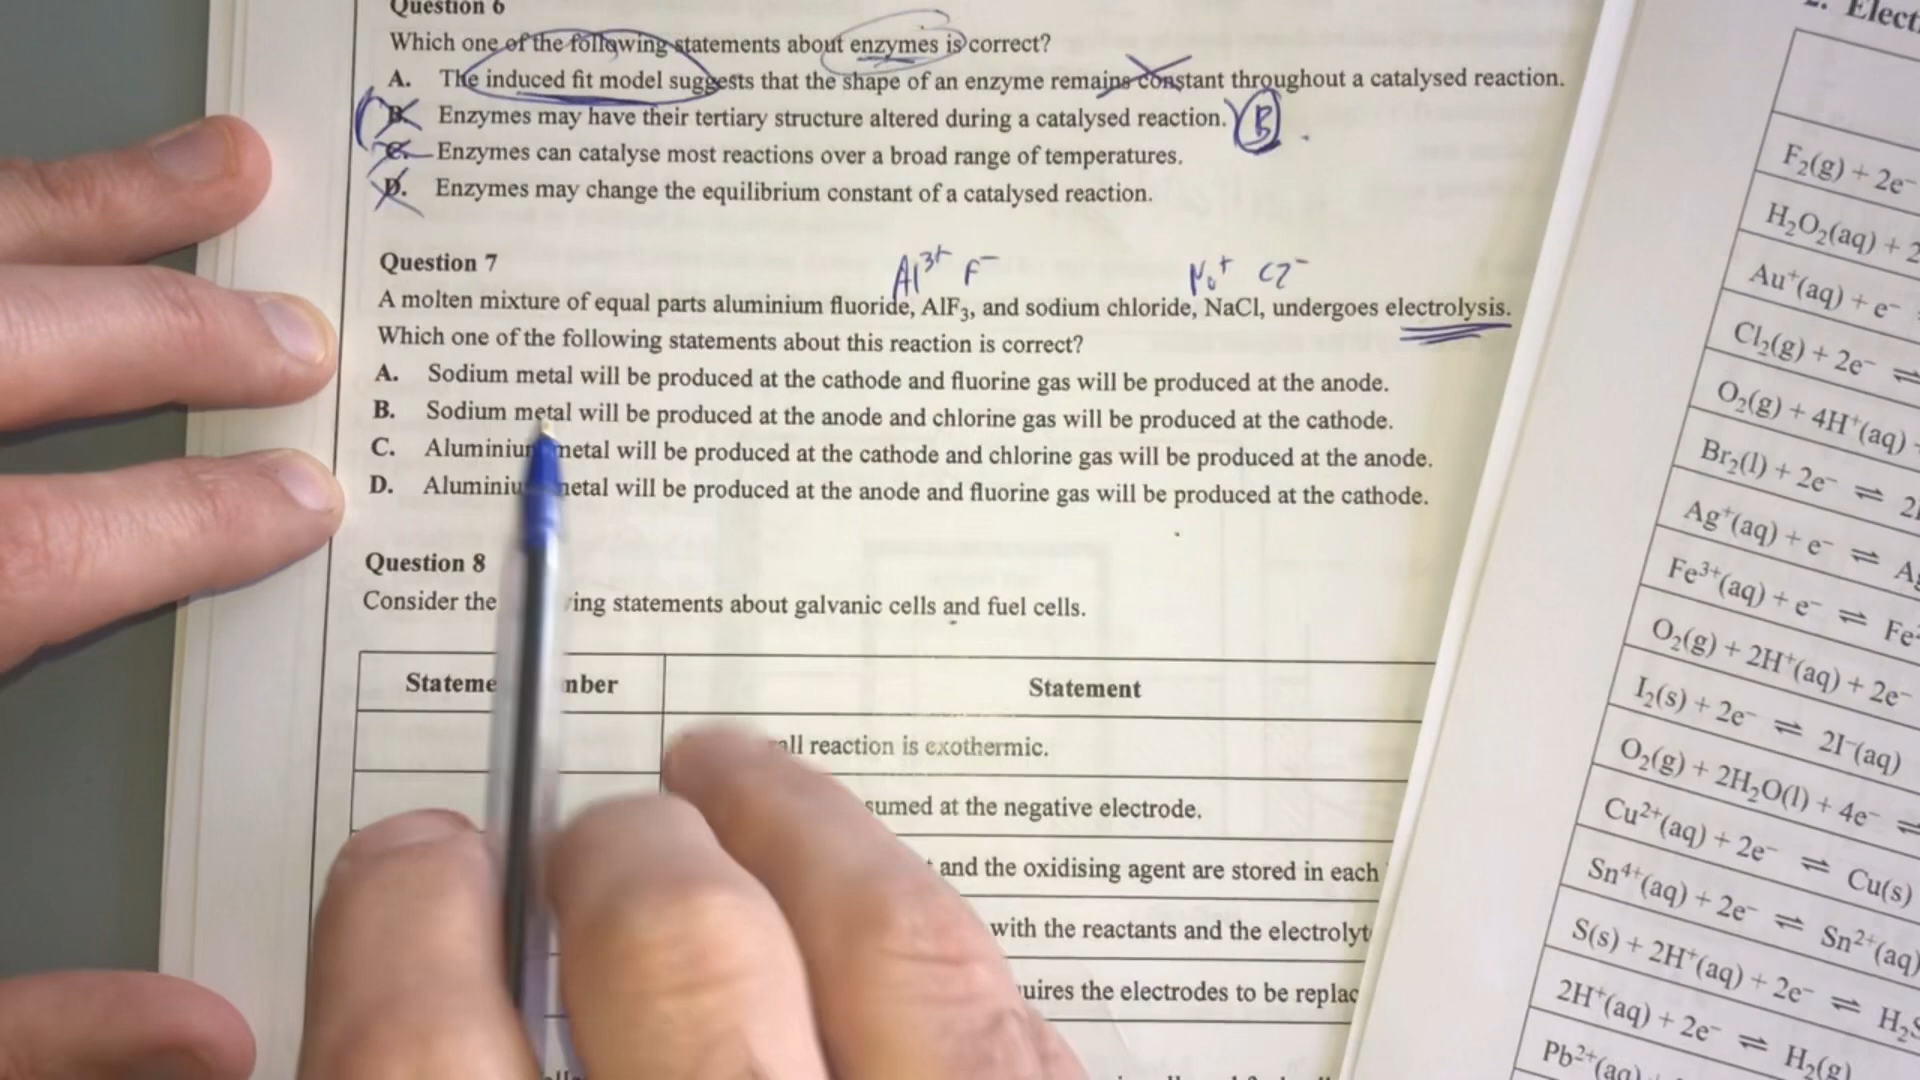 Question 6
Which one of the following statements about enzymes is correct?
A. The induced fit model suggests that the shape of an enzyme remains constant throughout a catalysed reaction.
B. Enzymes may have their tertiary structure altered during a catalysed reaction. B
C. Enzymes can catalyse most reactions over a broad range of temperatures.
D. Enzymes may change the equilibrium constant of a catalysed reaction.
Question 7
Al³⁺ F⁻ Na⁺ Cl⁻
A molten mixture of equal parts aluminium fluoride, AlF₃, and sodium chloride, NaCl, undergoes electrolysis.
Which one of the following statements about this reaction is correct?
A. Sodium metal will be produced at the cathode and fluorine gas will be produced at the anode.
B. Sodium metal will be produced at the anode and chlorine gas will be produced at the cathode.
C. Aluminium metal will be produced at the cathode and chlorine gas will be produced at the anode.
D. Aluminiu metal will be produced at the anode and fluorine gas will be produced at the cathode.
Question 8
Consider the ing statements about galvanic cells and fuel cells.
Stateme mber Statement
all reaction is exothermic.
sumed at the negative electrode.
and the oxidising agent are stored in each
with the reactants and the electrolyt
uires the electrodes to be replac
2. Elect
F₂(g) + 2e⁻
H₂O₂(aq) + 2
Au⁺(aq) + e⁻
Cl₂(g) + 2e⁻ ⇌
O₂(g) + 4H⁺(aq)
Br₂(l) + 2e⁻ ⇌ 2
Ag⁺(aq) + e⁻ ⇌ Ag
Fe³⁺(aq) + e⁻ ⇌ Fe
O₂(g) + 2H⁺(aq) + 2e⁻
I₂(s) + 2e⁻ ⇌ 2I⁻(aq)
O₂(g) + 2H₂O(l) + 4e⁻ ⇌
Cu²⁺(aq) + 2e⁻ ⇌ Cu(s)
Sn⁴⁺(aq) + 2e⁻ ⇌ Sn²⁺(aq)
S(s) + 2H⁺(aq) + 2e⁻ ⇌ H₂S
2H⁺(aq) + 2e⁻ ⇌ H₂(g)
Pb²⁺(aq)